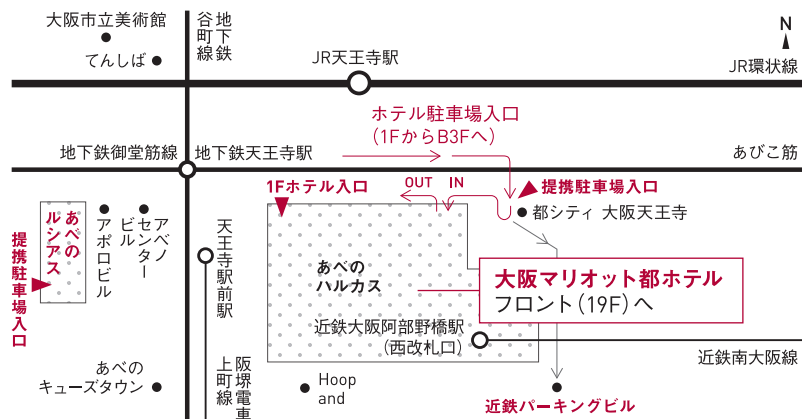 大阪市立美術館
てんしば
地下鉄
谷町線
JR天王寺駅
N
JR環状線
ホテル駐車場入口
(1FからB3Fへ)
地下鉄御堂筋線
地下鉄天王寺駅
あびこ筋
1Fホテル入口
OUT
IN
提携駐車場入口
都シティ 大阪天王寺
あべの
ルシアス
提携駐車場入口
アポロビル
アベノ
センター
ビル
天王寺駅前駅
あべの
ハルカス
大阪マリオット都ホテル
フロント(19F)へ
近鉄大阪阿部野橋駅
(西改札口)
近鉄南大阪線
あべの
キューズタウン
阪堺電車
上町線
Hoop
and
近鉄パーキングビル